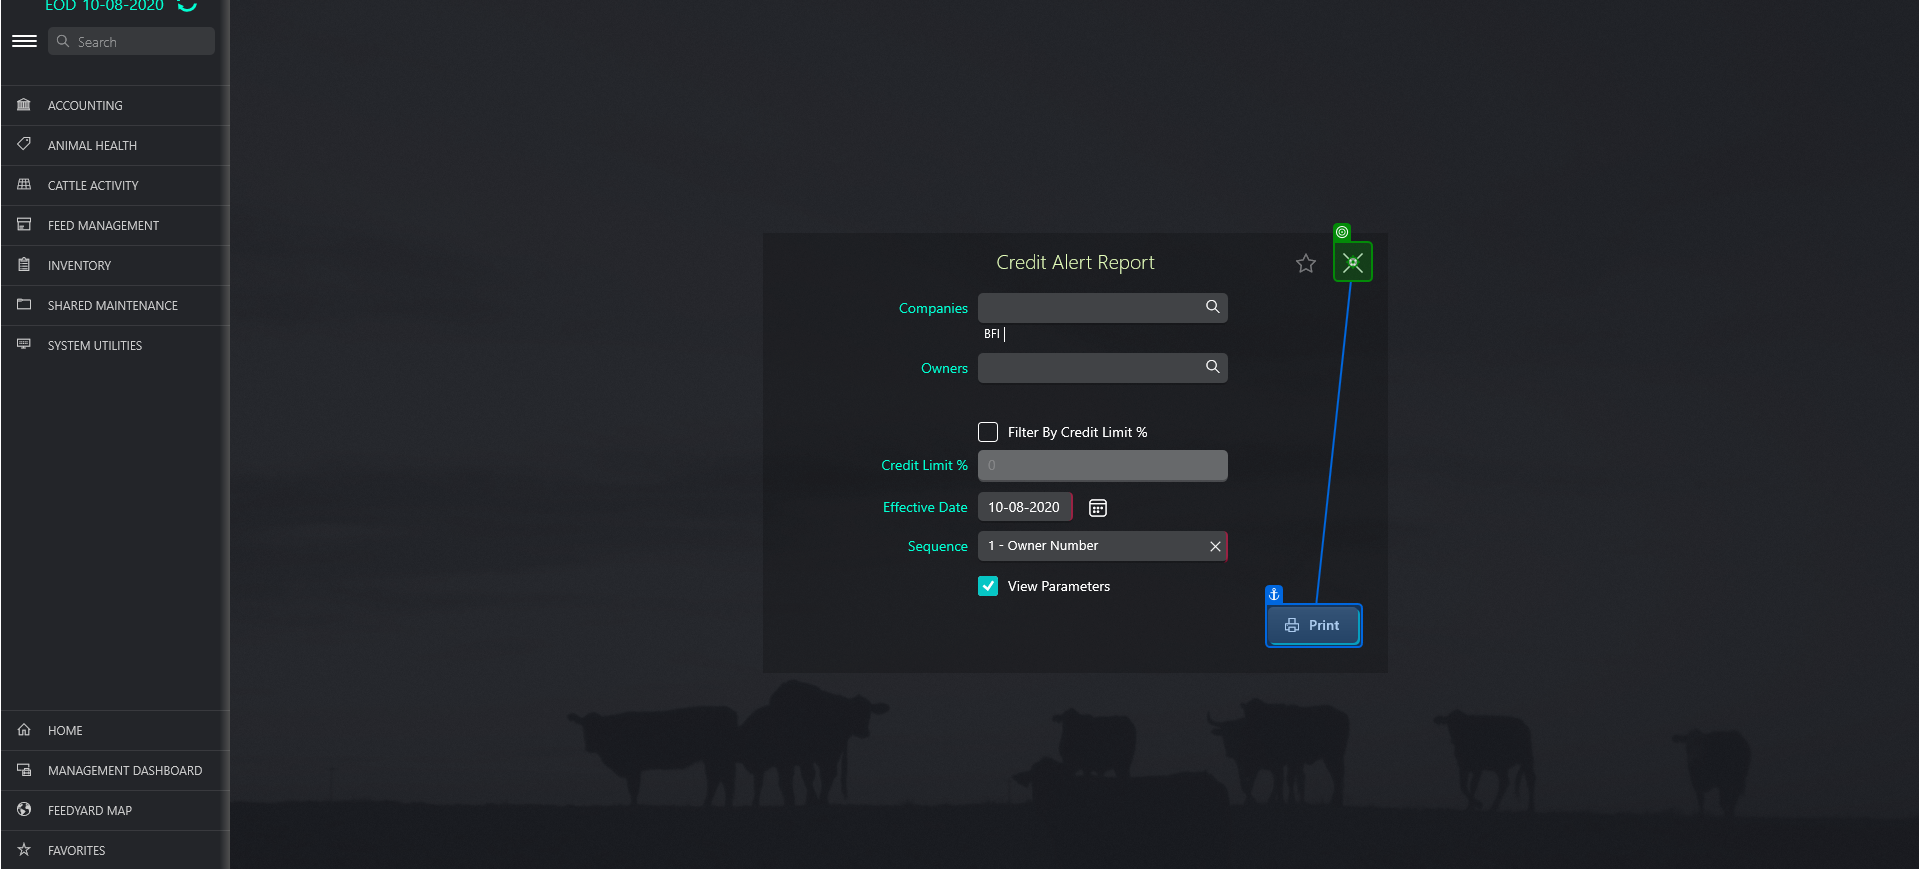 EOD 10-08-2020
Search
ACCOUNTING
ANIMAL HEALTH
CATTLE ACTIVITY
FEED MANAGEMENT
INVENTORY
SHARED MAINTENANCE
SYSTEM UTILITIES
HOME
MANAGEMENT DASHBOARD
FEEDYARD MAP
FAVORITES
Credit Alert Report
Companies
BFI
Owners
Filter By Credit Limit %
Credit Limit % 0
Effective Date 10-08-2020
Sequence 1 - Owner Number
View Parameters
Print